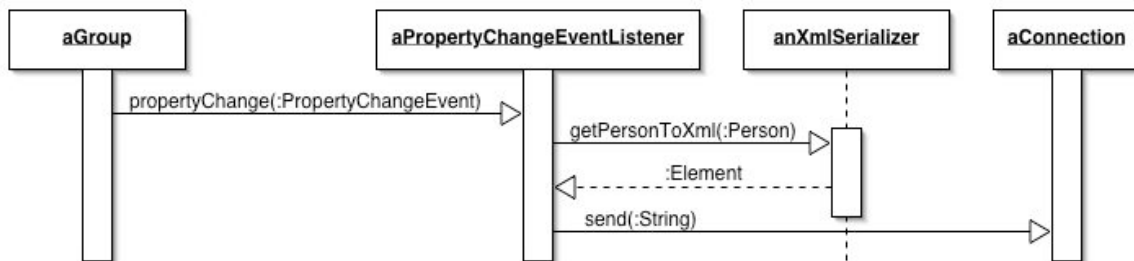 aGroup
aPropertyChangeEventListener
anXmlSerializer
aConnection
propertyChange(:PropertyChangeEvent)
getPersonToXml(:Person)
:Element
send(:String)